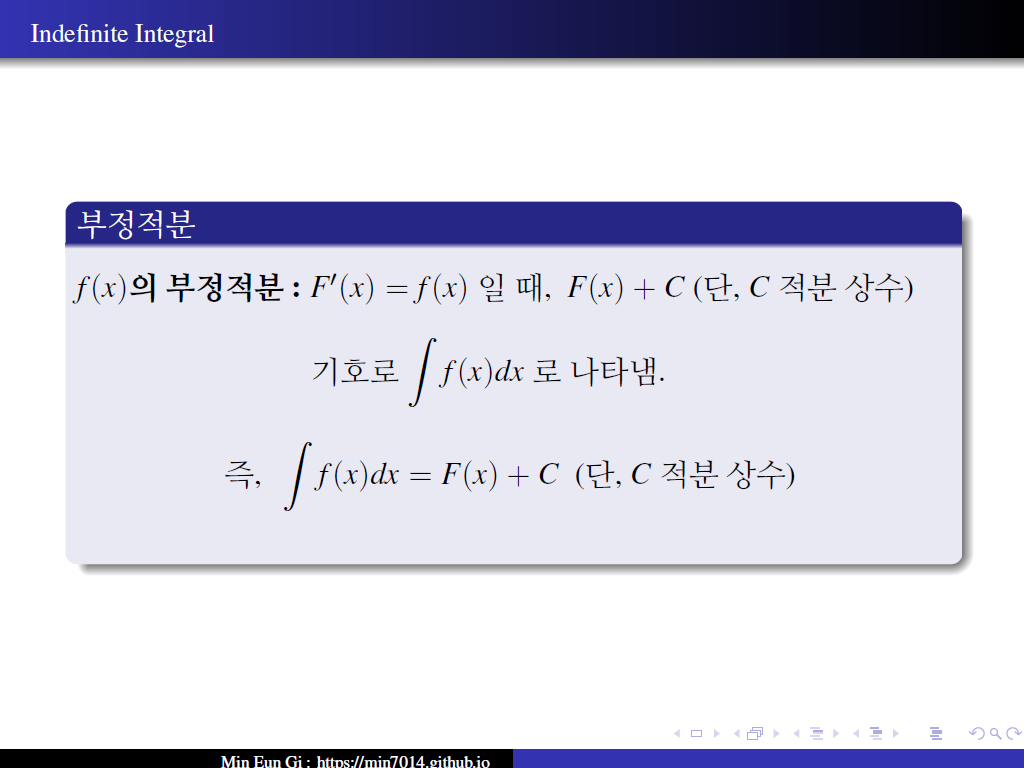 Indefinite Integral
부정적분
f(x)의 부정적분 : F′(x) = f(x) 일 때, F(x) + C (단, C 적분 상수)
기호로 ∫ f(x)dx 로 나타냄.
즉, ∫ f(x)dx = F(x) + C (단, C 적분 상수)
Min Eun Gi : https://min7014.github.io